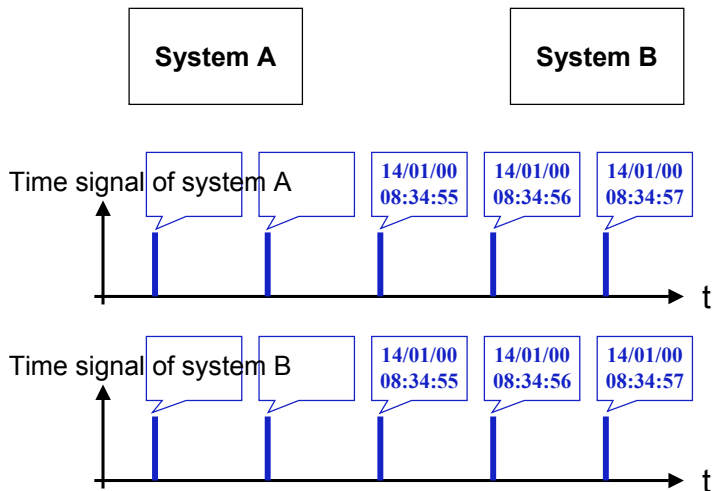 System A
System B
Time signal of system A
14/01/00
08:34:55
14/01/00
08:34:56
14/01/00
08:34:57
t
Time signal of system B
14/01/00
08:34:55
14/01/00
08:34:56
14/01/00
08:34:57
t